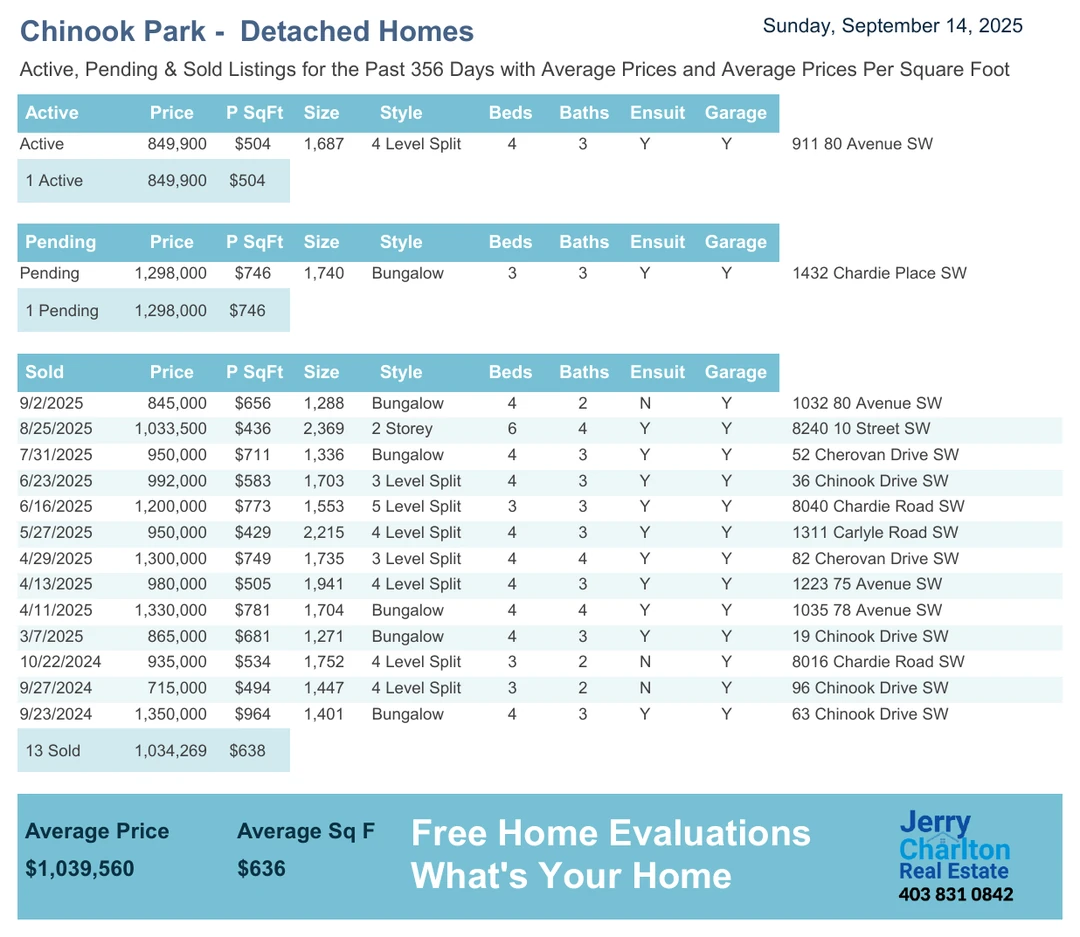 Chinook Park - Detached Homes
Sunday, September 14, 2025
Active, Pending & Sold Listings for the Past 356 Days with Average Prices and Average Prices Per Square Foot
Active Price P SqFt Size Style Beds Baths Ensuit Garage
Active 849,900 $504 1,687 4 Level Split 4 3 Y Y 911 80 Avenue SW
1 Active 849,900 $504
Pending Price P SqFt Size Style Beds Baths Ensuit Garage
Pending 1,298,000 $746 1,740 Bungalow 3 3 Y Y 1432 Chardie Place SW
1 Pending 1,298,000 $746
Sold Price P SqFt Size Style Beds Baths Ensuit Garage
9/2/2025 845,000 $656 1,288 Bungalow 4 2 N Y 1032 80 Avenue SW
8/25/2025 1,033,500 $436 2,369 2 Storey 6 4 Y Y 8240 10 Street SW
7/31/2025 950,000 $711 1,336 Bungalow 4 3 Y Y 52 Cherovan Drive SW
6/23/2025 992,000 $583 1,703 3 Level Split 4 3 Y Y 36 Chinook Drive SW
6/16/2025 1,200,000 $773 1,553 5 Level Split 3 3 Y Y 8040 Chardie Road SW
5/27/2025 950,000 $429 2,215 4 Level Split 4 3 Y Y 1311 Carlyle Road SW
4/29/2025 1,300,000 $749 1,735 3 Level Split 4 4 Y Y 82 Cherovan Drive SW
4/13/2025 980,000 $505 1,941 4 Level Split 4 3 Y Y 1223 75 Avenue SW
4/11/2025 1,330,000 $781 1,704 Bungalow 4 4 Y Y 1035 78 Avenue SW
3/7/2025 865,000 $681 1,271 Bungalow 4 3 Y Y 19 Chinook Drive SW
10/22/2024 935,000 $534 1,752 4 Level Split 3 2 N Y 8016 Chardie Road SW
9/27/2024 715,000 $494 1,447 4 Level Split 3 2 N Y 96 Chinook Drive SW
9/23/2024 1,350,000 $964 1,401 Bungalow 4 3 Y Y 63 Chinook Drive SW
13 Sold 1,034,269 $638
Average Price Average Sq F
$1,039,560 $636
Free Home Evaluations
What's Your Home
Jerry
Charlton
Real Estate
403 831 0842